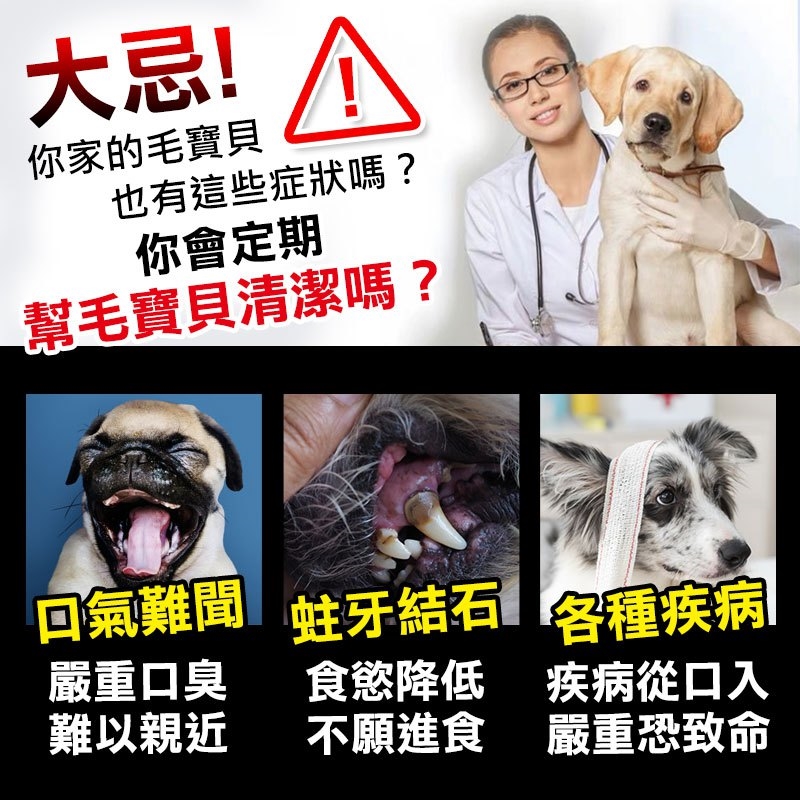 大忌!
你家的毛寶貝
也有這些症狀嗎？
你會定期
幫毛寶貝清潔嗎？
口氣難聞
嚴重口臭
難以親近
蛀牙結石
食慾降低
不願進食
各種疾病
疾病從口入
嚴重恐致命